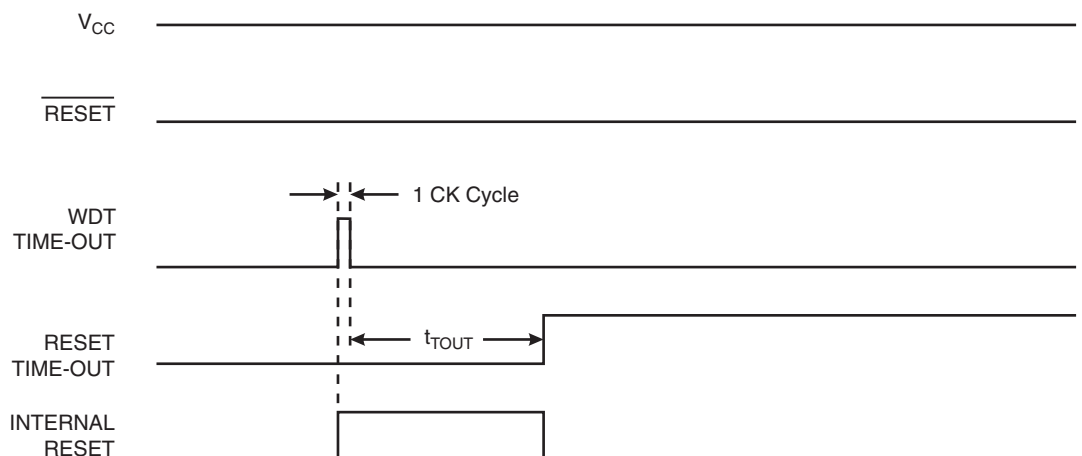 VCC
RESET
1 CK Cycle
WDT
TIME-OUT
RESET
TIME-OUT
tTOUT
INTERNAL
RESET